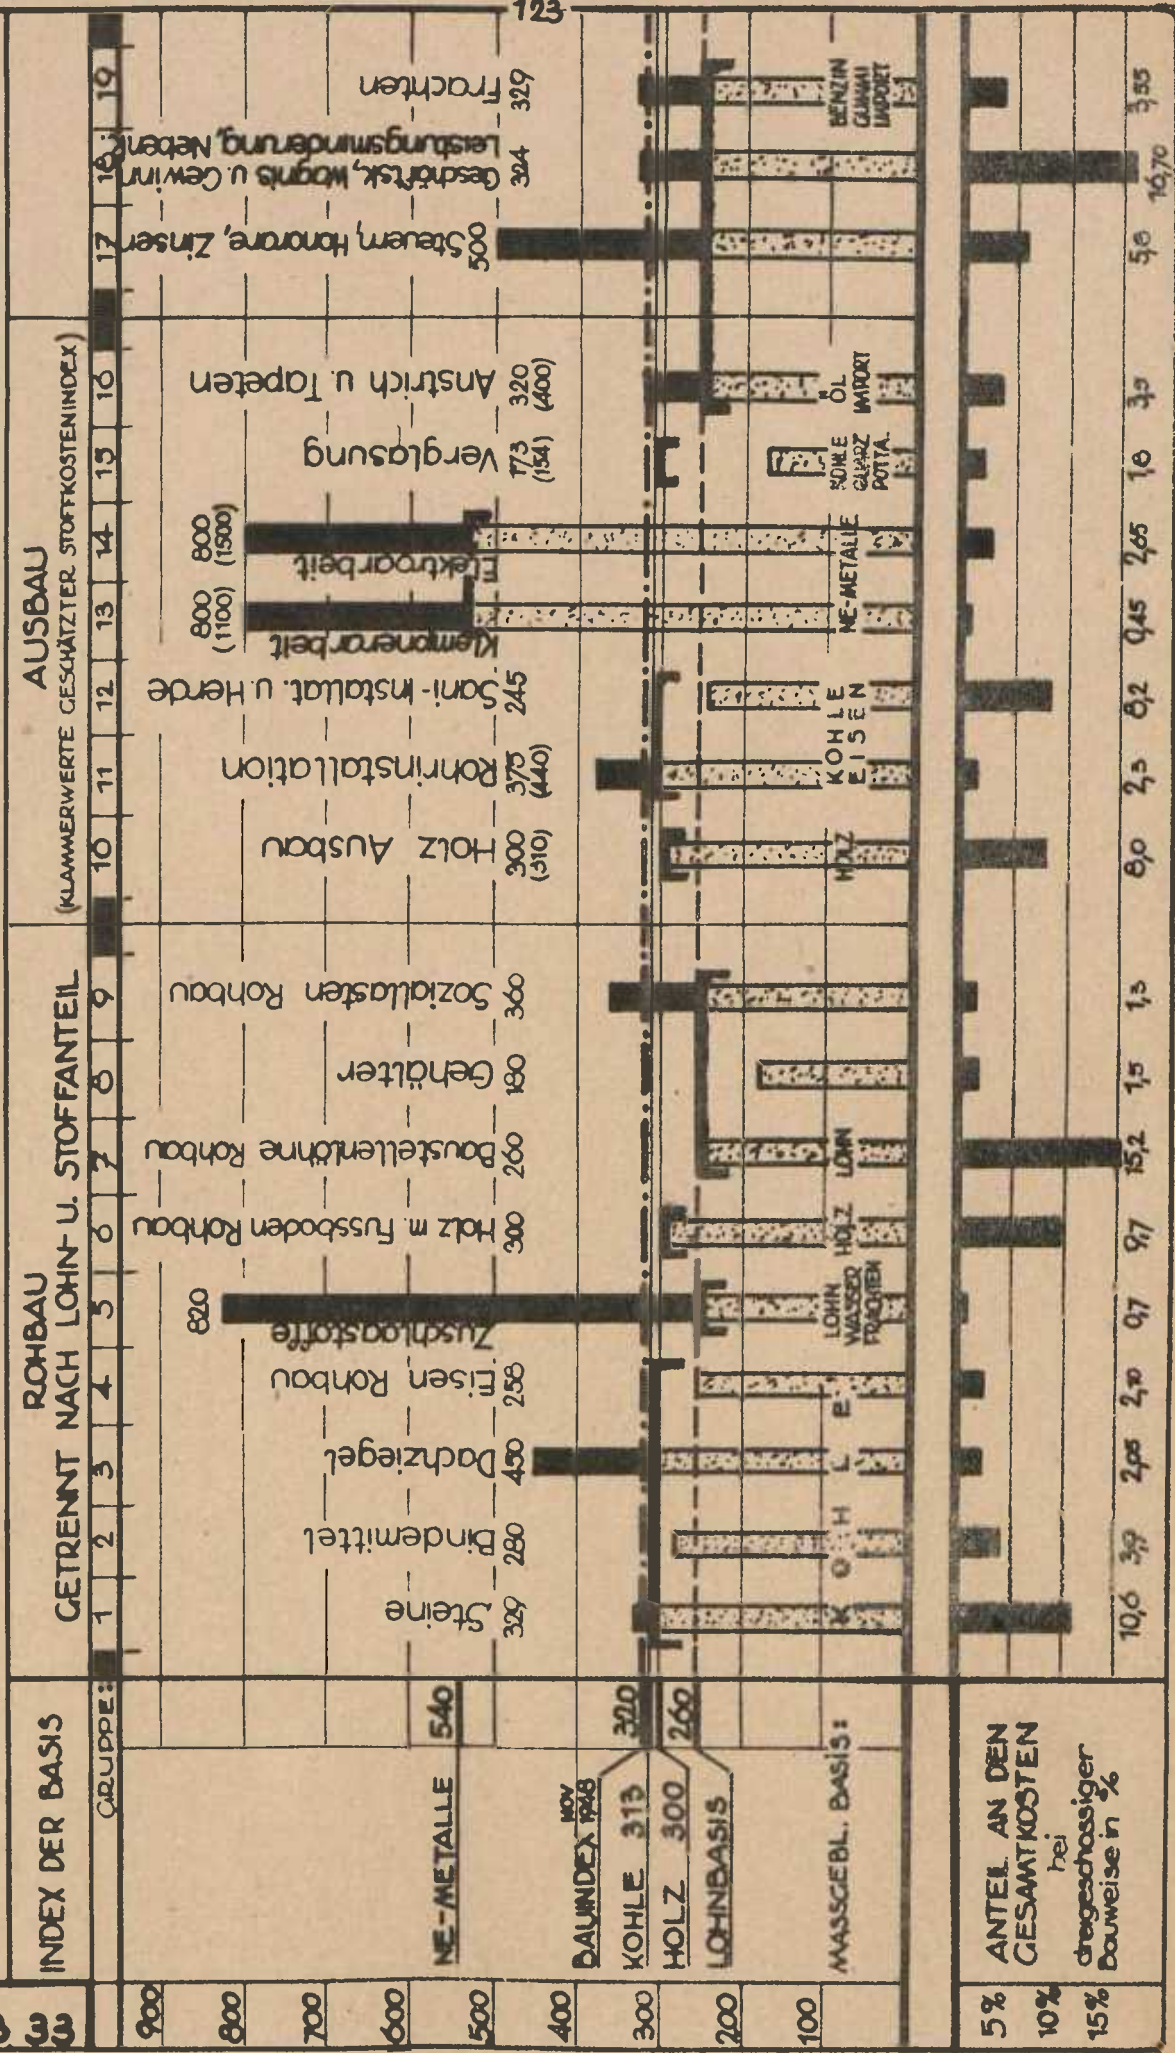 123
INDEX DER BASIS
ROHBAU
GETRENNT NACH LOHN- U. STOFFANTEIL
AUSBAU
(KLAMMERWERTE GESCHÄTZTER STOFFKOSTENINDEX)
GRUPPE: 1 2 3 4 5 6 7 8 9 10 11 12 13 14 15 16 17 18 19
900
800
700
600
500
400
300
200
100
NE-METALLE 540
BAUINDEX NOV 1948 320
KOHLE 313
HOLZ 300
LOHNBASIS 260
MASSGEBL. BASIS:
Steine
329
Bindemittel
280
Dachziegel
450
Eisen Rohbau
258
Zuschlagstoffe
820
Holz m. Fussboden Rohbau
300
Baustellenlöhne Rohbau
260
Gehälter
180
Soziallasten Rohbau
360
Holz Ausbau
300
(310)
Rohrinstallation
375
(440)
Sani-Installat. u. Herde
245
Klempnerarbeit
800
(1100)
Elektroarbeit
800
(1500)
Verglasung
173
(154)
Anstrich u. Tapeten
320
(400)
Steuern, Honorare, Zinsen
500
Geschäftsk., Wagnis u. Gewinn
Leistungsminderung, Nebenk.
324
Frachten
329
KOHLE
LOHN
WASSER
FRACHTEN
HOLZ
LOHN
HOLZ
KOHLE
EISEN
NE-METALLE
KOHLE
QUARZ
POTTA.
ÖL
IMPORT
BENZIN
GUMMI
IMPORT
5%
10%
15%
ANTEIL AN DEN
GESAMTKOSTEN
bei
dreigeschossiger
Bauweise in %
10,6 3,9 2,05 2,10 0,7 9,7 15,2 1,5 1,3 8,0 2,3 8,2 0,45 2,65 1,8 3,9 5,8 16,70 3,55